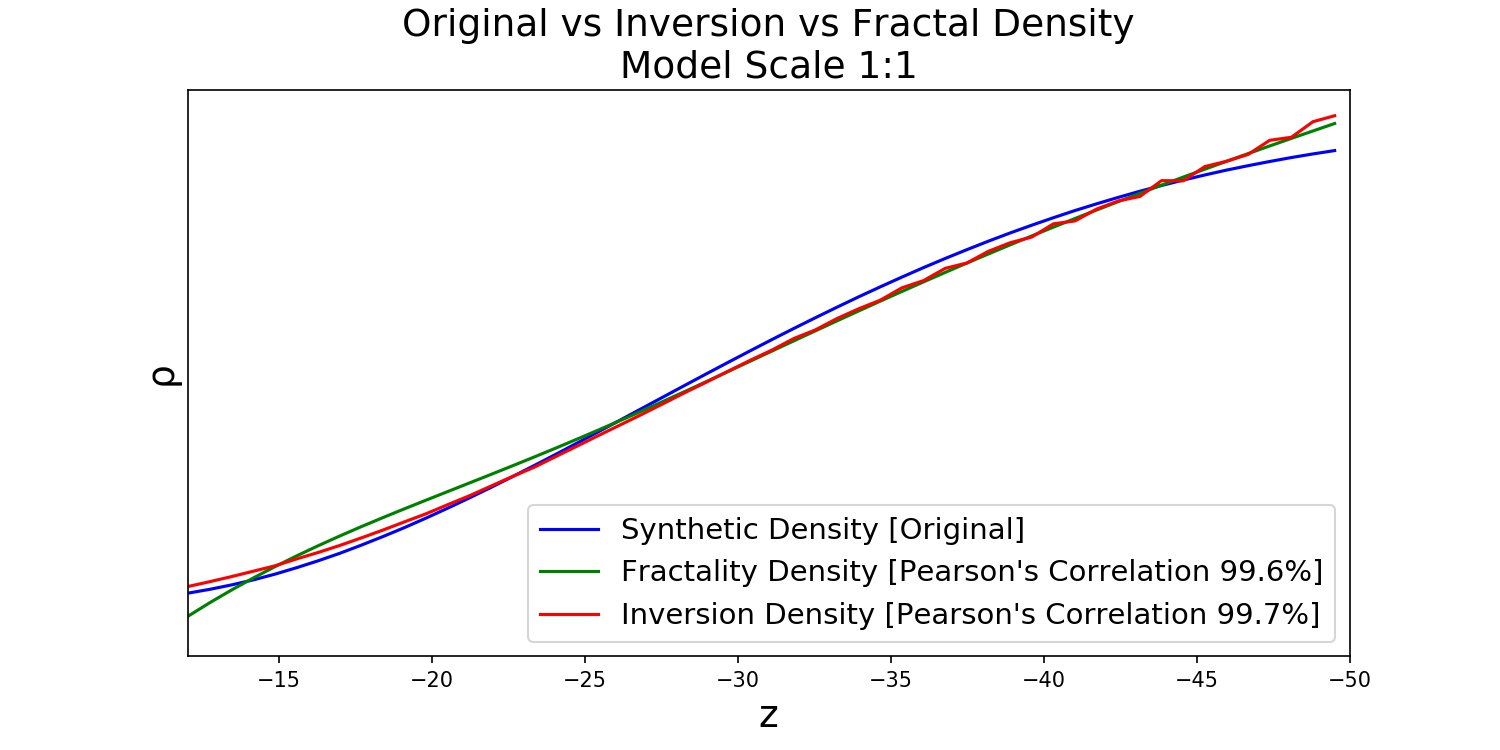 Original vs Inversion vs Fractal Density
Model Scale 1:1
ρ
Synthetic Density [Original]
Fractality Density [Pearson's Correlation 99.6%]
Inversion Density [Pearson's Correlation 99.7%]
−15 −20 −25 −30 −35 −40 −45 −50
z